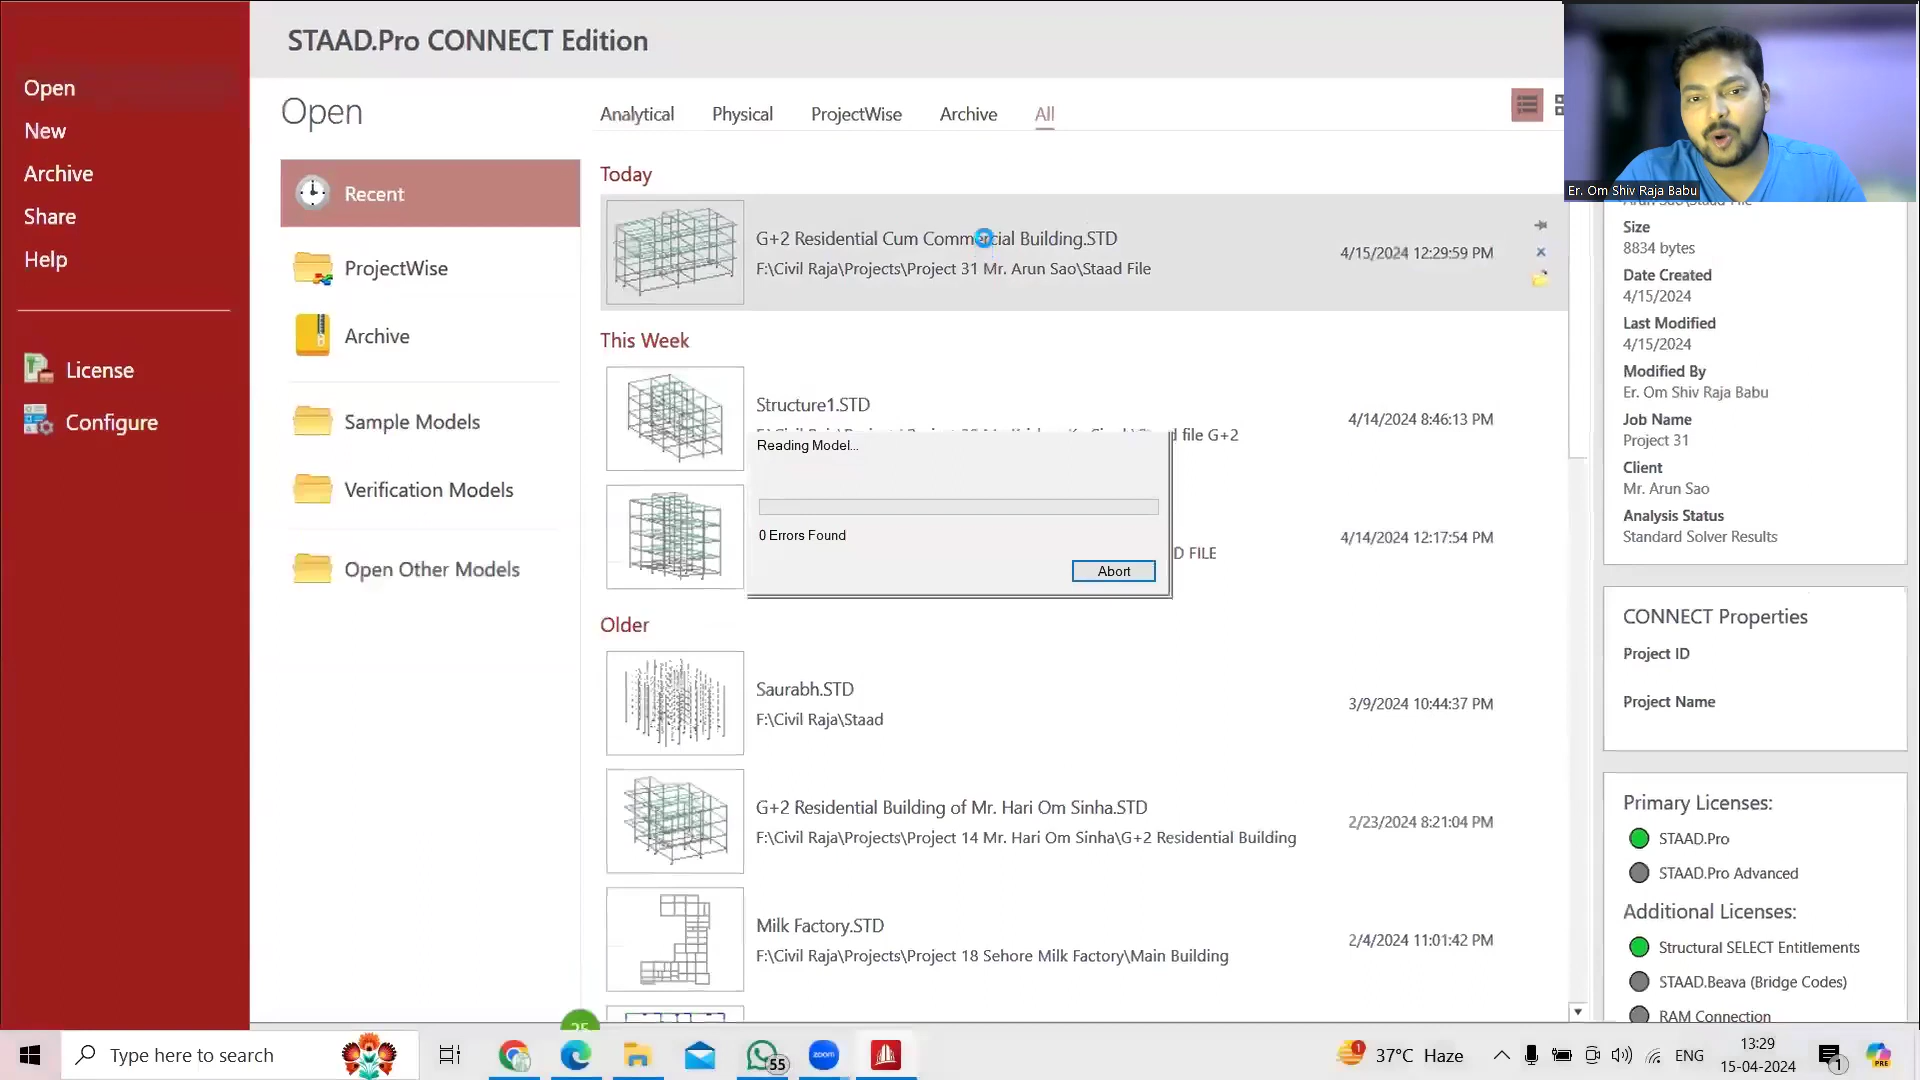 STAAD.Pro CONNECT Edition
Open
New
Archive
Share
Help
License
Configure
Open
Recent
ProjectWise
Archive
Sample Models
Verification Models
Open Other Models
Analytical
Physical
ProjectWise
Archive
All
Today
G+2 Residential Cum Commercial Building.STD
F:\Civil Raja\Projects\Project 31 Mr. Arun Sao\Staad File
4/15/2024 12:29:59 PM
This Week
Structure1.STD
file G+2
4/14/2024 8:46:13 PM
D FILE
4/14/2024 12:17:54 PM
Reading Model...
0 Errors Found
Abort
Older
Saurabh.STD
F:\Civil Raja\Staad
3/9/2024 10:44:37 PM
G+2 Residential Building of Mr. Hari Om Sinha.STD
F:\Civil Raja\Projects\Project 14 Mr. Hari Om Sinha\G+2 Residential Building
2/23/2024 8:21:04 PM
Milk Factory.STD
F:\Civil Raja\Projects\Project 18 Sehore Milk Factory\Main Building
2/4/2024 11:01:42 PM
Er. Om Shiv Raja Babu
Arun Sao\Staad File
Size
8834 bytes
Date Created
4/15/2024
Last Modified
4/15/2024
Modified By
Er. Om Shiv Raja Babu
Job Name
Project 31
Client
Mr. Arun Sao
Analysis Status
Standard Solver Results
CONNECT Properties
Project ID
Project Name
Primary Licenses:
STAAD.Pro
STAAD.Pro Advanced
Additional Licenses:
Structural SELECT Entitlements
STAAD.Beava (Bridge Codes)
RAM Connection
25
Type here to search
55
zoom
1
37°C Haze
ENG
13:29
15-04-2024
1
PRE